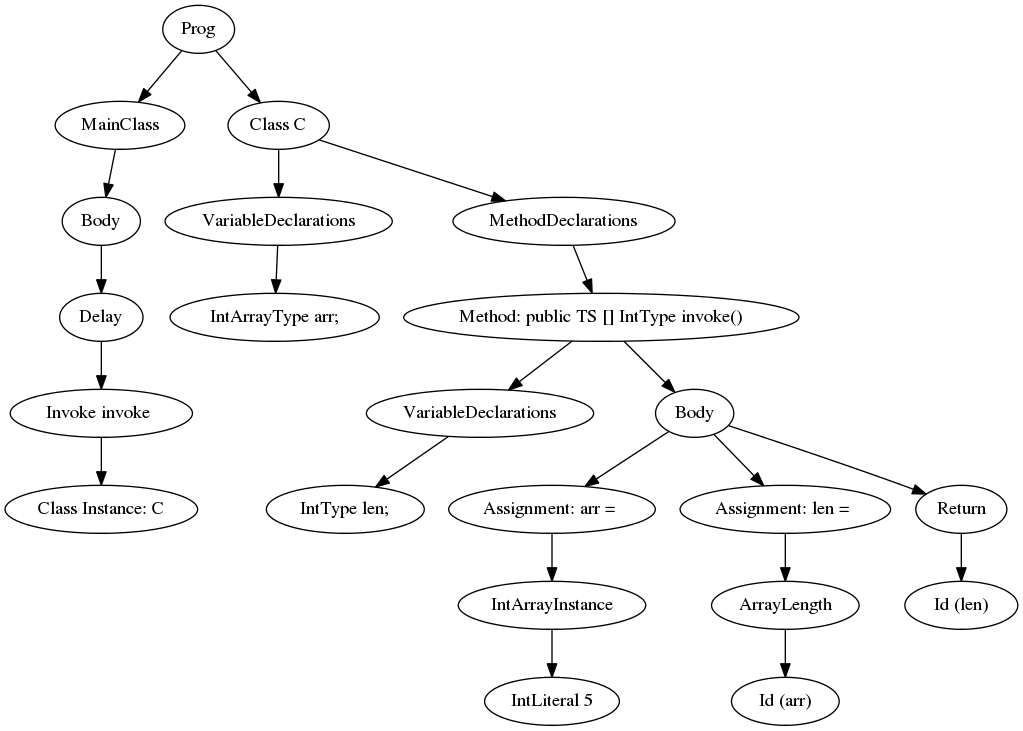 Prog
MainClass
Class C
Body
VariableDeclarations
MethodDeclarations
Delay
IntArrayType arr;
Method: public TS [] IntType invoke()
Invoke invoke
VariableDeclarations
Body
Class Instance: C
IntType len;
Assignment: arr =
Assignment: len =
Return
IntArrayInstance
ArrayLength
Id (len)
IntLiteral 5
Id (arr)